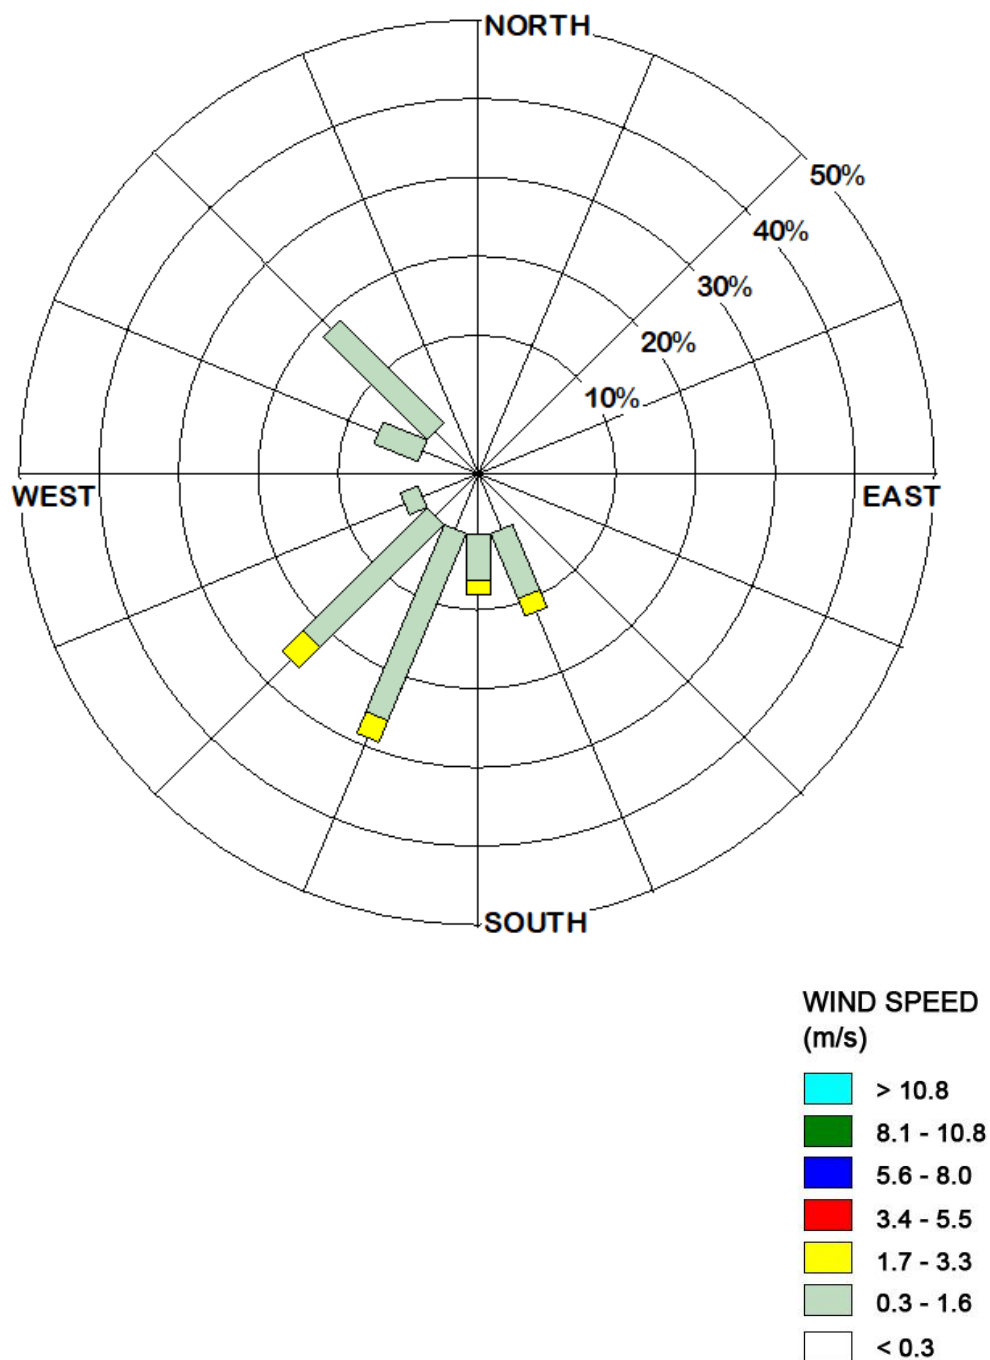 NORTH
50%
40%
30%
20%
10%
WEST
EAST
SOUTH
WIND SPEED
(m/s)
> 10.8
8.1 - 10.8
5.6 - 8.0
3.4 - 5.5
1.7 - 3.3
0.3 - 1.6
< 0.3